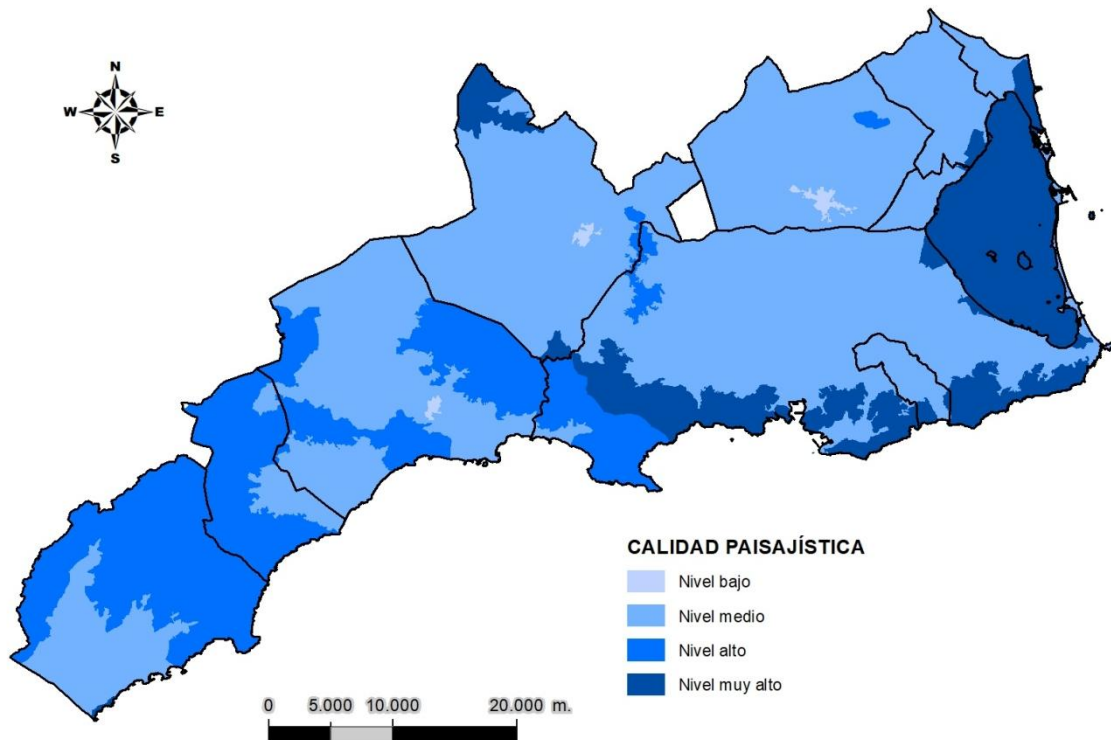 N
W E
S
CALIDAD PAISAJÍSTICA
Nivel bajo
Nivel medio
Nivel alto
Nivel muy alto
0 5.000 10.000 20.000 m.